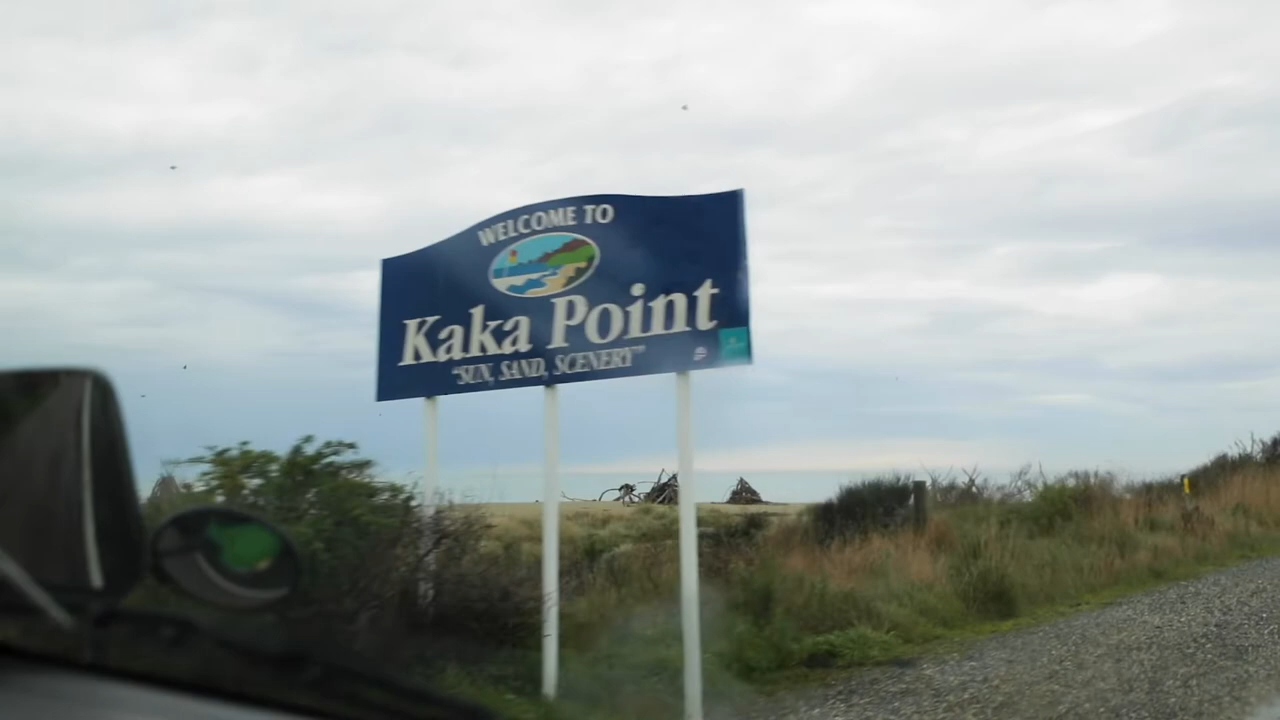 WELCOME TO
Kaka Point
"SUN, SAND, SCENERY"